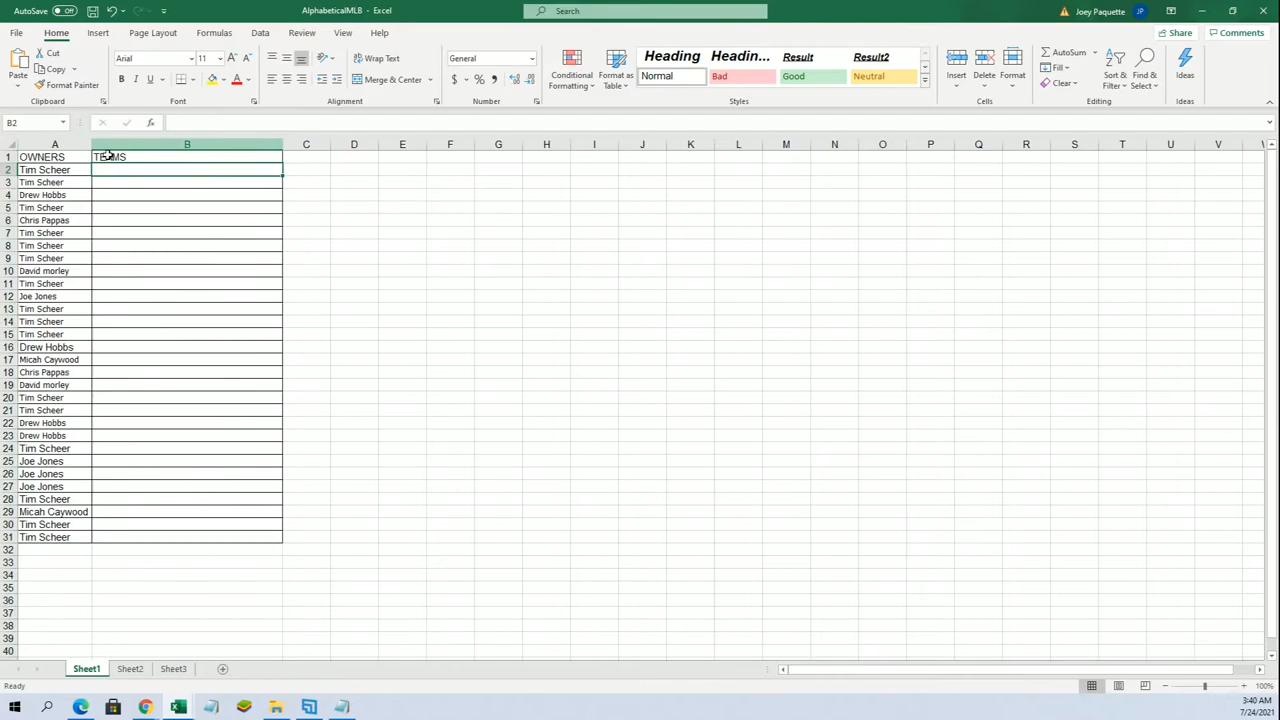 AutoSave Off AlphabeticalMLB - Excel Search Joey Paquette JP
File Home Insert Page Layout Formulas Data Review View Help Share Comments
Paste Cut Copy Format Painter Clipboard
Arial 11 A A B I U A Font
Wrap Text Merge & Center Alignment
General $ % 9 Number
Conditional Formatting Format as Table
Heading Headin... Result Result2
Normal Bad Good Neutral
Styles
Insert Delete Format Cells
AutoSum Fill Clear Sort & Filter Find & Select Editing
Ideas
B2 fx
A B C D E F G H I J K L M N O P Q R S T U V W
1 OWNERS TEAMS
2 Tim Scheer
3 Tim Scheer
4 Drew Hobbs
5 Tim Scheer
6 Chris Pappas
7 Tim Scheer
8 Tim Scheer
9 Tim Scheer
10 David morley
11 Tim Scheer
12 Joe Jones
13 Tim Scheer
14 Tim Scheer
15 Tim Scheer
16 Drew Hobbs
17 Micah Caywood
18 Chris Pappas
19 David morley
20 Tim Scheer
21 Tim Scheer
22 Drew Hobbs
23 Drew Hobbs
24 Tim Scheer
25 Joe Jones
26 Joe Jones
27 Joe Jones
28 Tim Scheer
29 Micah Caywood
30 Tim Scheer
31 Tim Scheer
32
33
34
35
36
37
38
39
40
Sheet1 Sheet2 Sheet3
Ready 100%
3:40 AM
7/24/2021